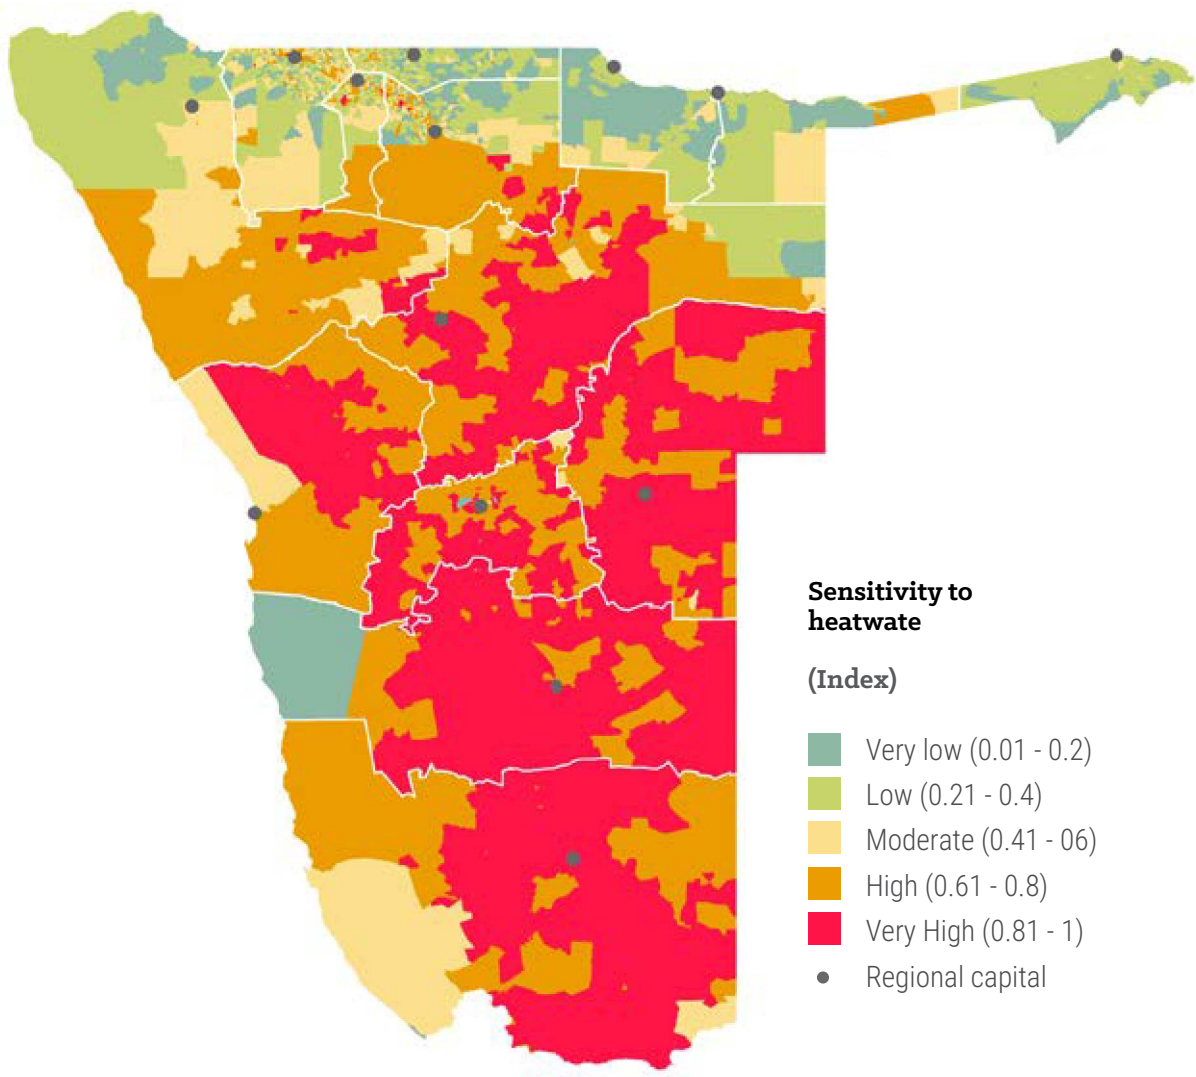 Sensitivity to
heatwate
(Index)
Very low (0.01 - 0.2)
Low (0.21 - 0.4)
Moderate (0.41 - 06)
High (0.61 - 0.8)
Very High (0.81 - 1)
Regional capital